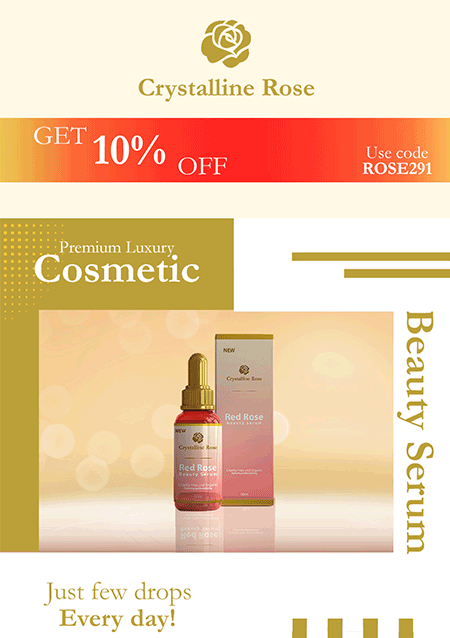 Crystalline Rose
GET 10% OFF
Use code
ROSE291
Premium Luxury
Cosmetic
Beauty Serum
NEW
Crystalline Rose
Red Rose
Beauty Serum
NEW
Crystalline Rose
Red Rose
Beauty Serum
Just few drops
Every day!